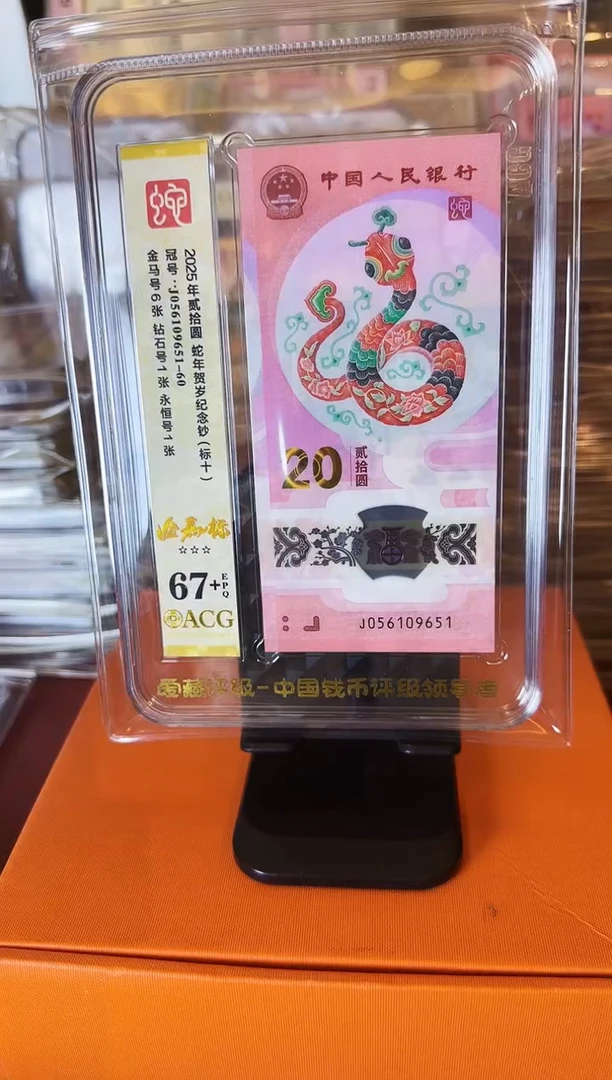 蛇
2025年贰拾圆 蛇年贺岁纪念钞(标十)
冠号:J056109651-60
金马号6张 钻石号1张 永恒号1张
☆☆☆
67+EPQ
ACG
中国人民银行
蛇
20
贰拾圆
J056109651
爱藏评级-中国钱币评级领导者
ACG